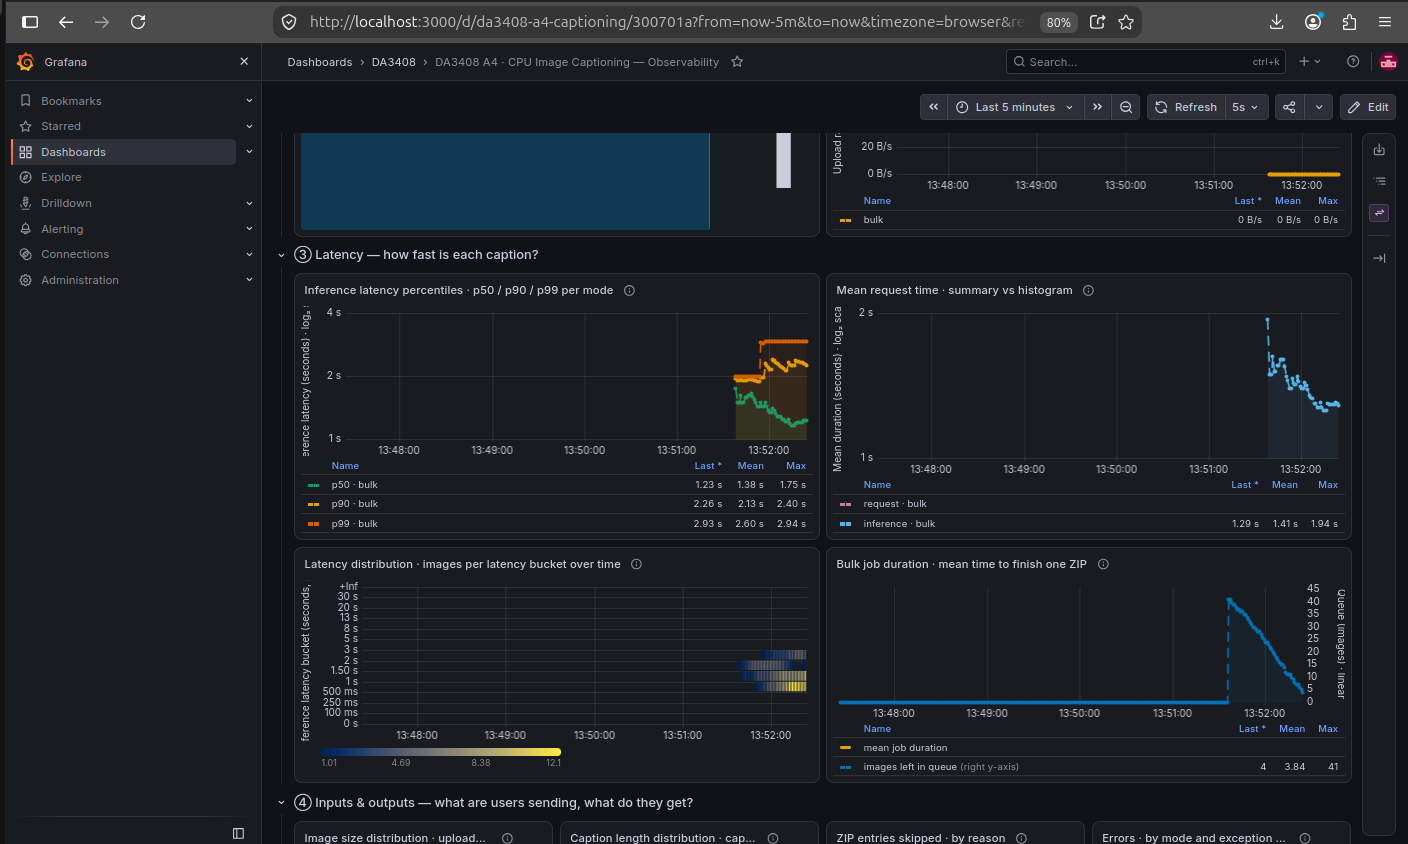 http://localhost:3000/d/da3408-a4-captioning/300701a?from=now-5m&to=now&timezone=browser&re
80%
Grafana
Dashboards › DA3408 › DA3408 A4 · CPU Image Captioning — Observability
Search...
ctrl+k
Bookmarks
Starred
Dashboards
Explore
Drilldown
Alerting
Connections
Administration
Last 5 minutes
Refresh
5s
Edit
Upload r
20 B/s
0 B/s
13:48:00 13:49:00 13:50:00 13:51:00 13:52:00
Name Last * Mean Max
bulk 0 B/s 0 B/s 0 B/s
③ Latency — how fast is each caption?
Inference latency percentiles · p50 / p90 / p99 per mode
erence latency (seconds) · log₂
4 s
2 s
1 s
13:48:00 13:49:00 13:50:00 13:51:00 13:52:00
Name Last * Mean Max
p50 · bulk 1.23 s 1.38 s 1.75 s
p90 · bulk 2.26 s 2.13 s 2.40 s
p99 · bulk 2.93 s 2.60 s 2.94 s
Mean request time · summary vs histogram
Mean duration (seconds) · log₂ sca
2 s
1 s
13:48:00 13:49:00 13:50:00 13:51:00 13:52:00
Name Last * Mean Max
request · bulk
inference · bulk 1.29 s 1.41 s 1.94 s
Latency distribution · images per latency bucket over time
ference latency bucket (seconds,
+Inf
30 s
20 s
13 s
8 s
5 s
3 s
2 s
1.50 s
1 s
500 ms
250 ms
100 ms
0 s
13:48:00 13:49:00 13:50:00 13:51:00 13:52:00
1.01 4.69 8.38 12.1
Bulk job duration · mean time to finish one ZIP
45
40
35
30
25
20
15
10
5
0
Queue (images) · linear
13:48:00 13:49:00 13:50:00 13:51:00 13:52:00
Name Last * Mean Max
mean job duration
images left in queue (right y-axis) 4 3.84 41
④ Inputs & outputs — what are users sending, what do they get?
Image size distribution · upload...
Caption length distribution · cap...
ZIP entries skipped · by reason
Errors · by mode and exception ...